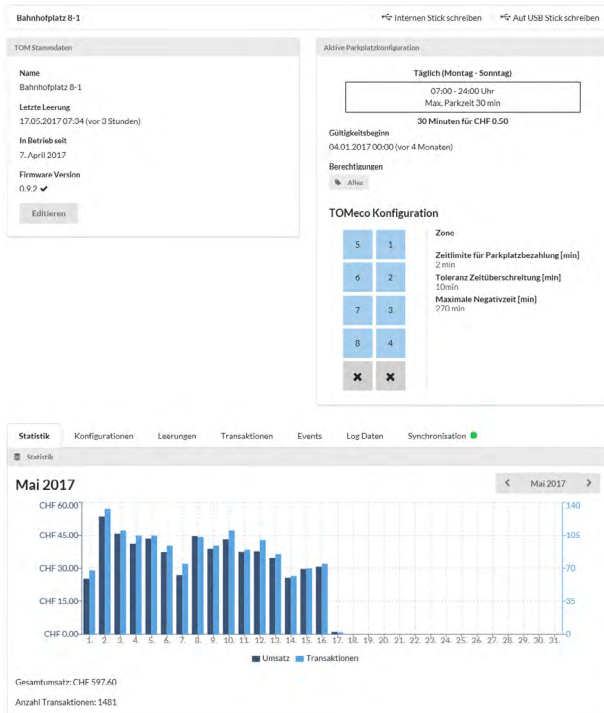 Bahnhofplatz 8-1
Internen Stick schreiben
Auf USB Stick schreiben
TOM Stammdaten
Name
Bahnhofplatz 8-1
Letzte Leerung
17.05.2017 07:34 (vor 3 Stunden)
In Betrieb seit
7. April 2017
Firmware Version
0.9.2 ✔
Editieren
Aktive Parkplatzkonfiguration
Täglich (Montag - Sonntag)
07:00 - 24:00 Uhr
Max. Parkzeit 30 min
30 Minuten für CHF 0.50
Gültigkeitsbeginn
04.01.2017 00:00 (vor 4 Monaten)
Berechtigungen
Alles
TOMeco Konfiguration
5 1
6 2
7 3
8 4
Zone
Zeitlimite für Parkplatzbezahlung [min]
2 min
Toleranz Zeitüberschreitung [min]
10min
Maximale Negativzeit [min]
270 min
Statistik Konfigurationen Leerungen Transaktionen Events Log Daten Synchronisation
Statistik
Mai 2017
Mai 2017
CHF 60.00 140
CHF 45.00 105
CHF 30.00 70
CHF 15.00 35
CHF 0.00 0
1. 2. 3. 4. 5. 6. 7. 8. 9. 10. 11. 12. 13. 14. 15. 16. 17. 18. 19. 20. 21. 22. 23. 24. 25. 26. 27. 28. 29. 30. 31.
Umsatz Transaktionen
Gesamtumsatz: CHF 597.60
Anzahl Transaktionen: 1481